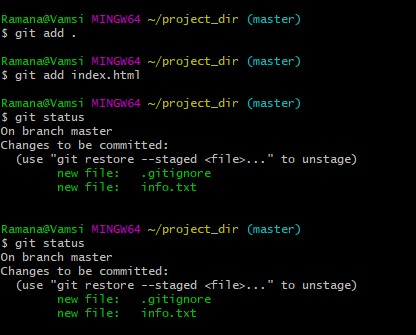 Ramana@Vamsi MINGW64 ~/project_dir (master)
$ git add .
Ramana@Vamsi MINGW64 ~/project_dir (master)
$ git add index.html
Ramana@Vamsi MINGW64 ~/project_dir (master)
$ git status
On branch master
Changes to be committed:
  (use "git restore --staged <file>..." to unstage)
        new file:   .gitignore
        new file:   info.txt
Ramana@Vamsi MINGW64 ~/project_dir (master)
$ git status
On branch master
Changes to be committed:
  (use "git restore --staged <file>..." to unstage)
        new file:   .gitignore
        new file:   info.txt